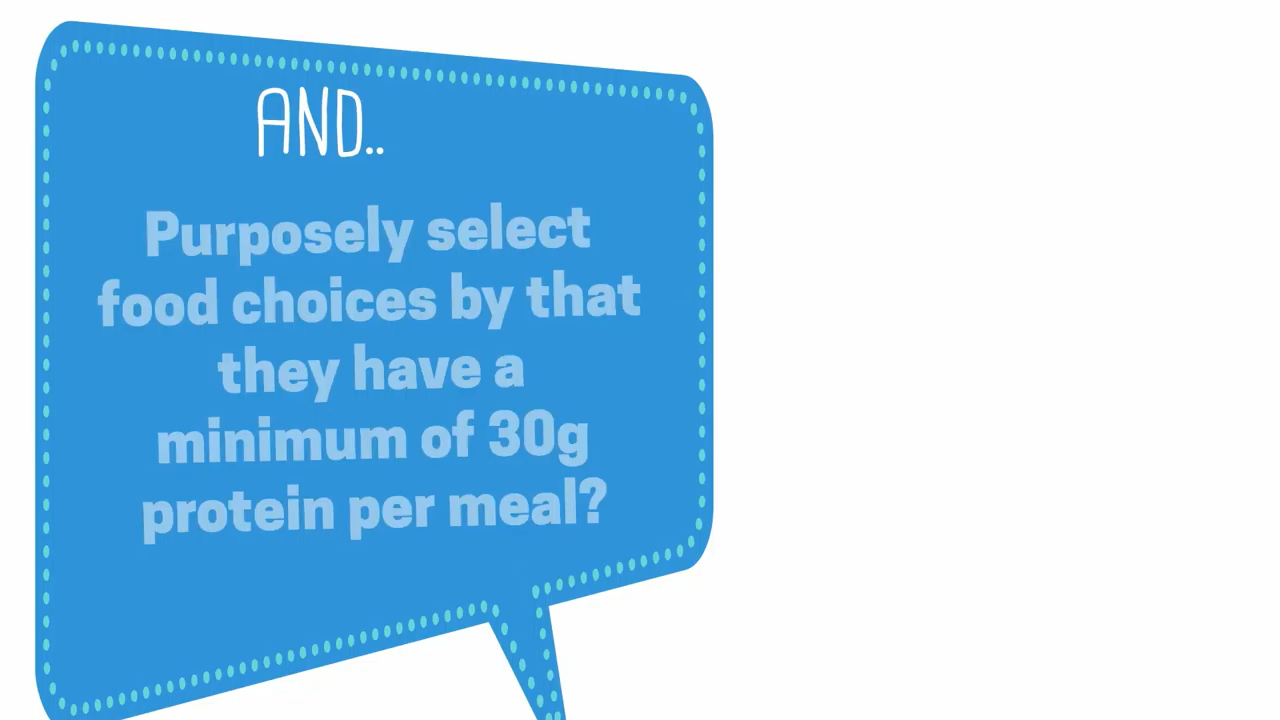 AND..
Purposely select
food choices by that
they have a
minimum of 30g
protein per meal?